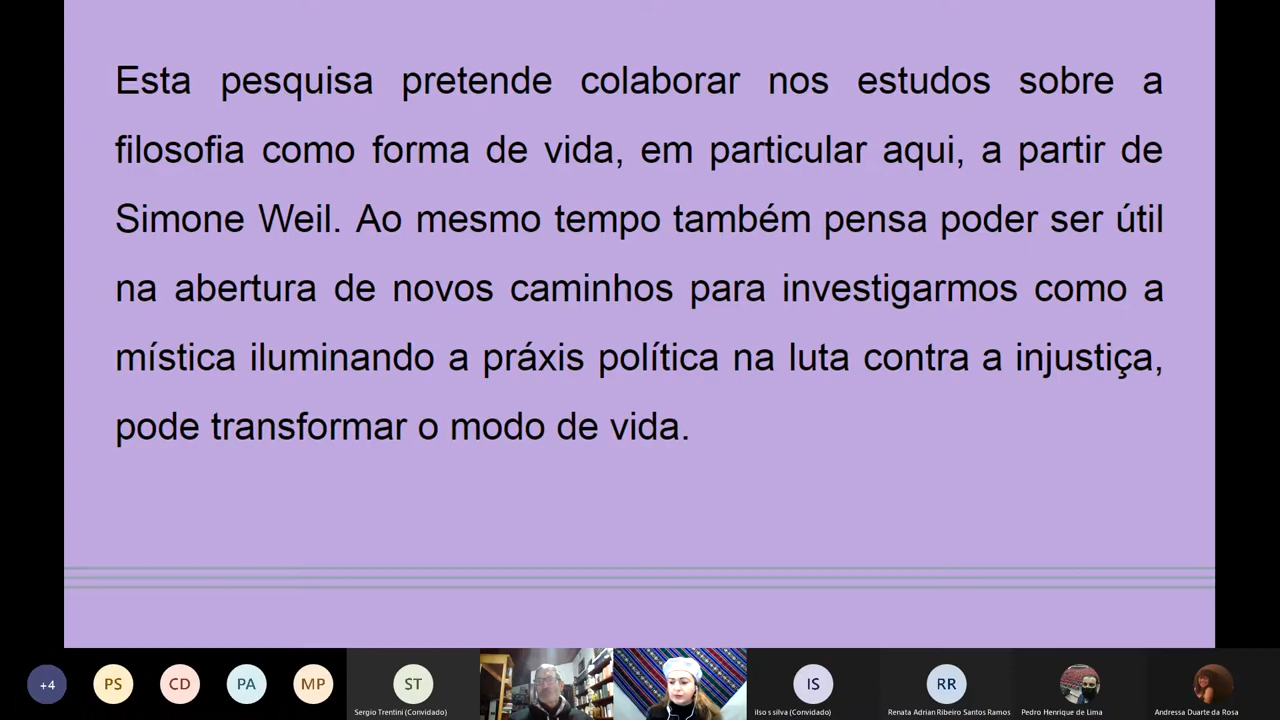 Esta pesquisa pretende colaborar nos estudos sobre a
filosofia como forma de vida, em particular aqui, a partir de
Simone Weil. Ao mesmo tempo também pensa poder ser útil
na abertura de novos caminhos para investigarmos como a
mística iluminando a práxis política na luta contra a injustiça,
pode transformar o modo de vida.
+4
PS
CD
PA
MP
ST
IS
RR
Sergio Trentini (Convidado)
ilso s silva (Convidado)
Renata Adrian Ribeiro Santos Ramos
Pedro Henrique de Lima
Andressa Duarte da Rosa